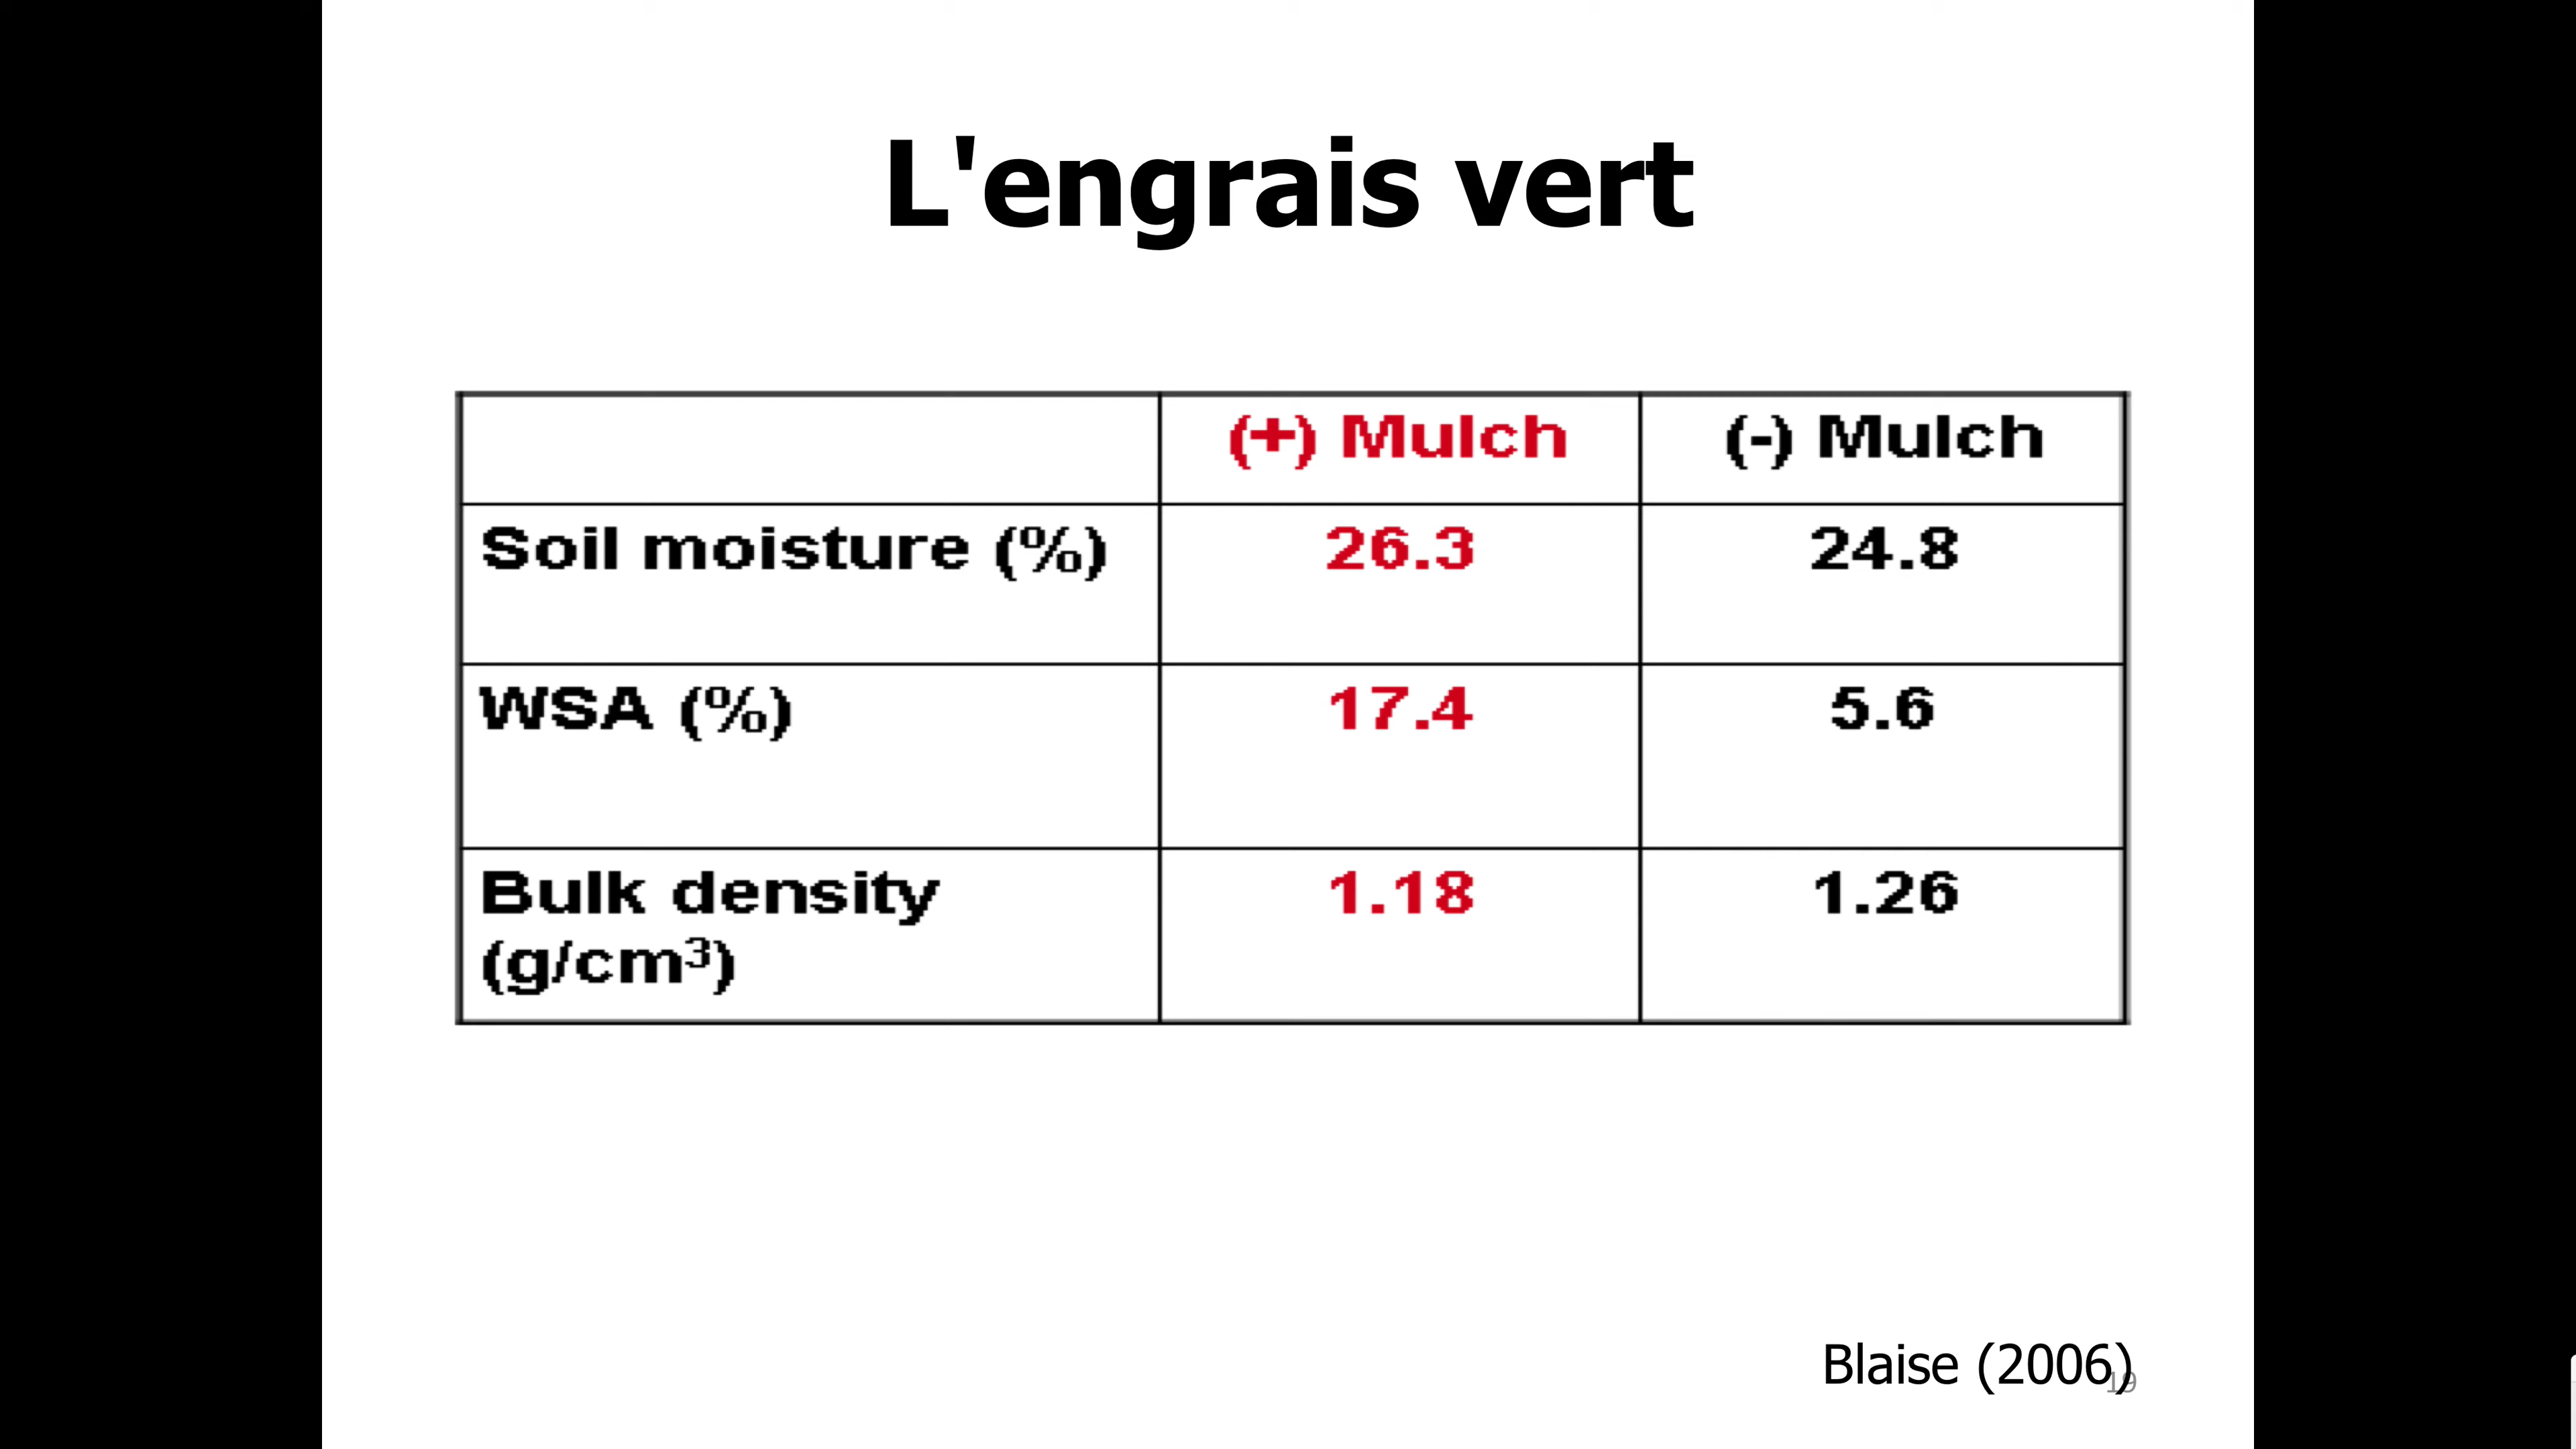 L'engrais vert
(+) Mulch (-) Mulch
Soil moisture (%) 26.3 24.8
WSA (%) 17.4 5.6
Bulk density 1.18 1.26
(g/cm³)
Blaise (2006)
19